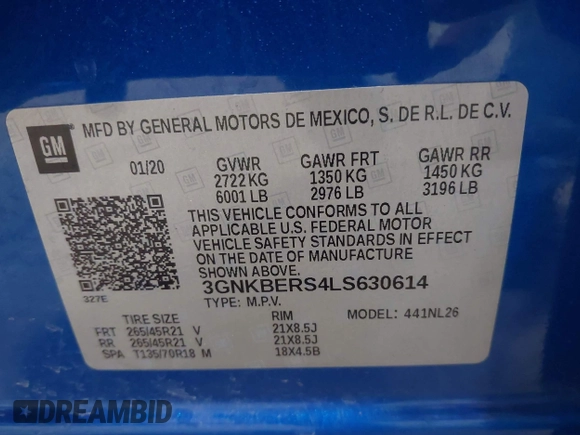 GM
MFD BY GENERAL MOTORS DE MEXICO, S. DE R.L. DE C.V.
01/20 GVWR GAWR FRT GAWR RR
2722 KG 1350 KG 1450 KG
6001 LB 2976 LB 3196 LB
THIS VEHICLE CONFORMS TO ALL
APPLICABLE U.S. FEDERAL MOTOR
VEHICLE SAFETY STANDARDS IN EFFECT
ON THE DATE OF MANUFACTURE
SHOWN ABOVE.
3GNKBERS4LS630614
327E
TYPE: M.P.V. MODEL: 441NL26
TIRE SIZE RIM
FRT 265/45R21 V 21X8.5J
RR 265/45R21 V 21X8.5J
SPA T135/70R18 M 18X4.5B
DREAMBID